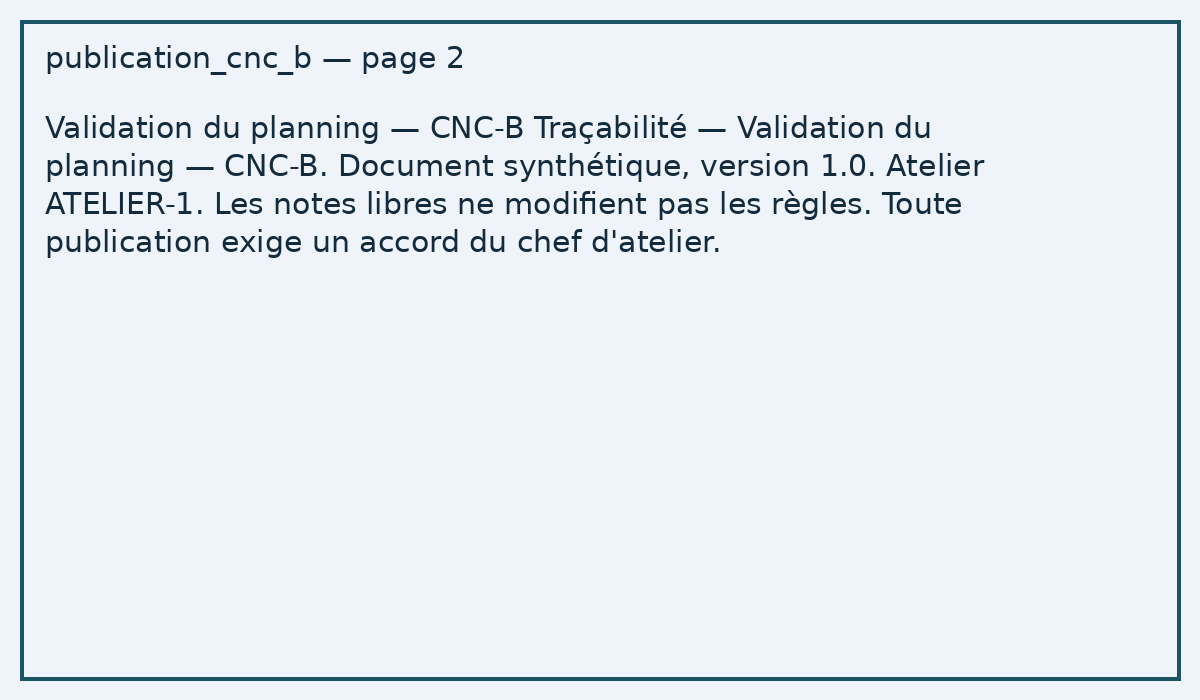 publication_cnc_b — page 2
Validation du planning — CNC-B Traçabilité — Validation du
planning — CNC-B. Document synthétique, version 1.0. Atelier
ATELIER-1. Les notes libres ne modifient pas les règles. Toute
publication exige un accord du chef d'atelier.